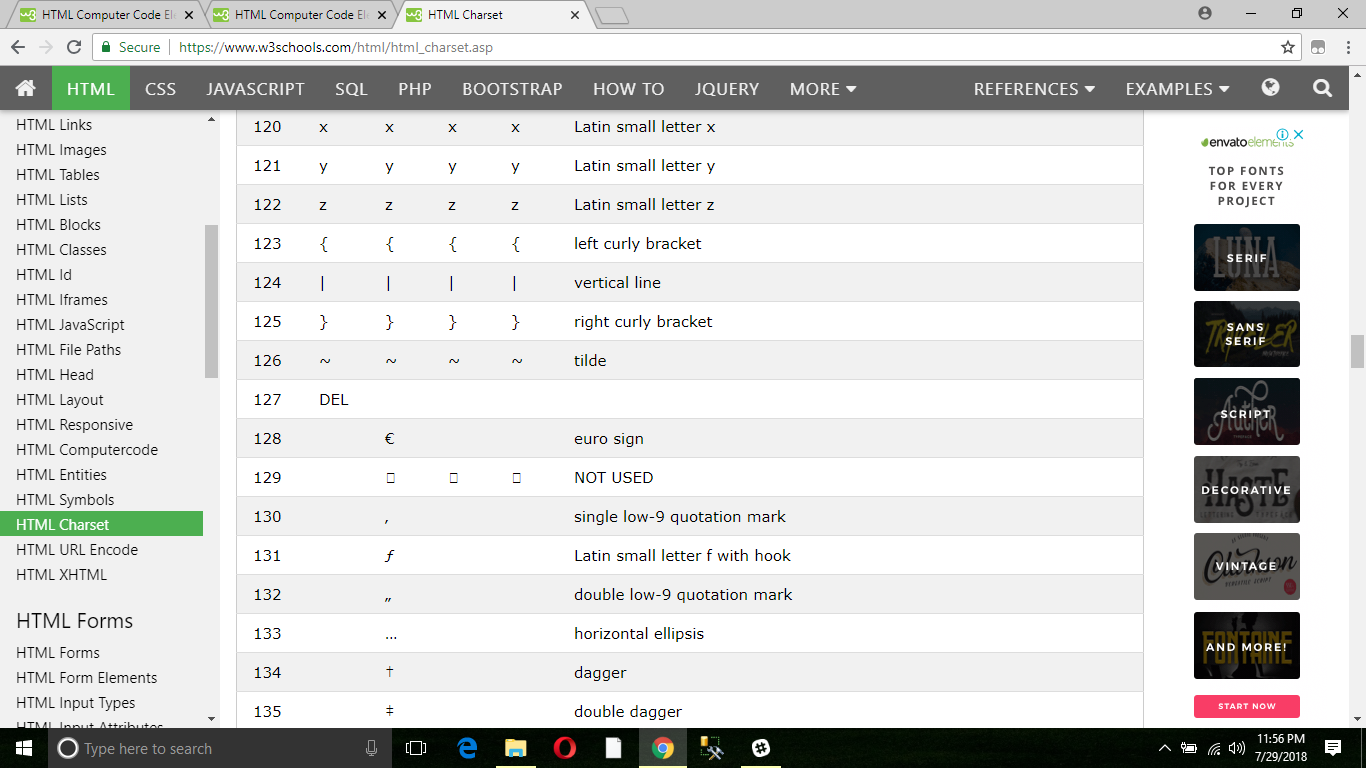 HTML Computer Code El
HTML Computer Code El
HTML Charset
Secure
https://www.w3schools.com/html/html_charset.asp
HTML CSS JAVASCRIPT SQL PHP BOOTSTRAP HOW TO JQUERY MORE REFERENCES EXAMPLES
HTML Links
HTML Images
HTML Tables
HTML Lists
HTML Blocks
HTML Classes
HTML Id
HTML Iframes
HTML JavaScript
HTML File Paths
HTML Head
HTML Layout
HTML Responsive
HTML Computercode
HTML Entities
HTML Symbols
HTML Charset
HTML URL Encode
HTML XHTML
HTML Forms
HTML Forms
HTML Form Elements
HTML Input Types
HTML Input Attributes
120 x x x x Latin small letter x
121 y y y y Latin small letter y
122 z z z z Latin small letter z
123 { { { { left curly bracket
124 | | | | vertical line
125 } } } } right curly bracket
126 ~ ~ ~ ~ tilde
127 DEL
128 € euro sign
129 NOT USED
130 ‚ single low-9 quotation mark
131 ƒ Latin small letter f with hook
132 „ double low-9 quotation mark
133 … horizontal ellipsis
134 † dagger
135 ‡ double dagger
envatoelements
TOP FONTS
FOR EVERY
PROJECT
LUNA
SERIF
TRAVELER
SANS
SERIF
Author
SCRIPT
HASTE
DECORATIVE
VINTAGE
FONTAINE
AND MORE!
START NOW
Type here to search
11:56 PM
7/29/2018